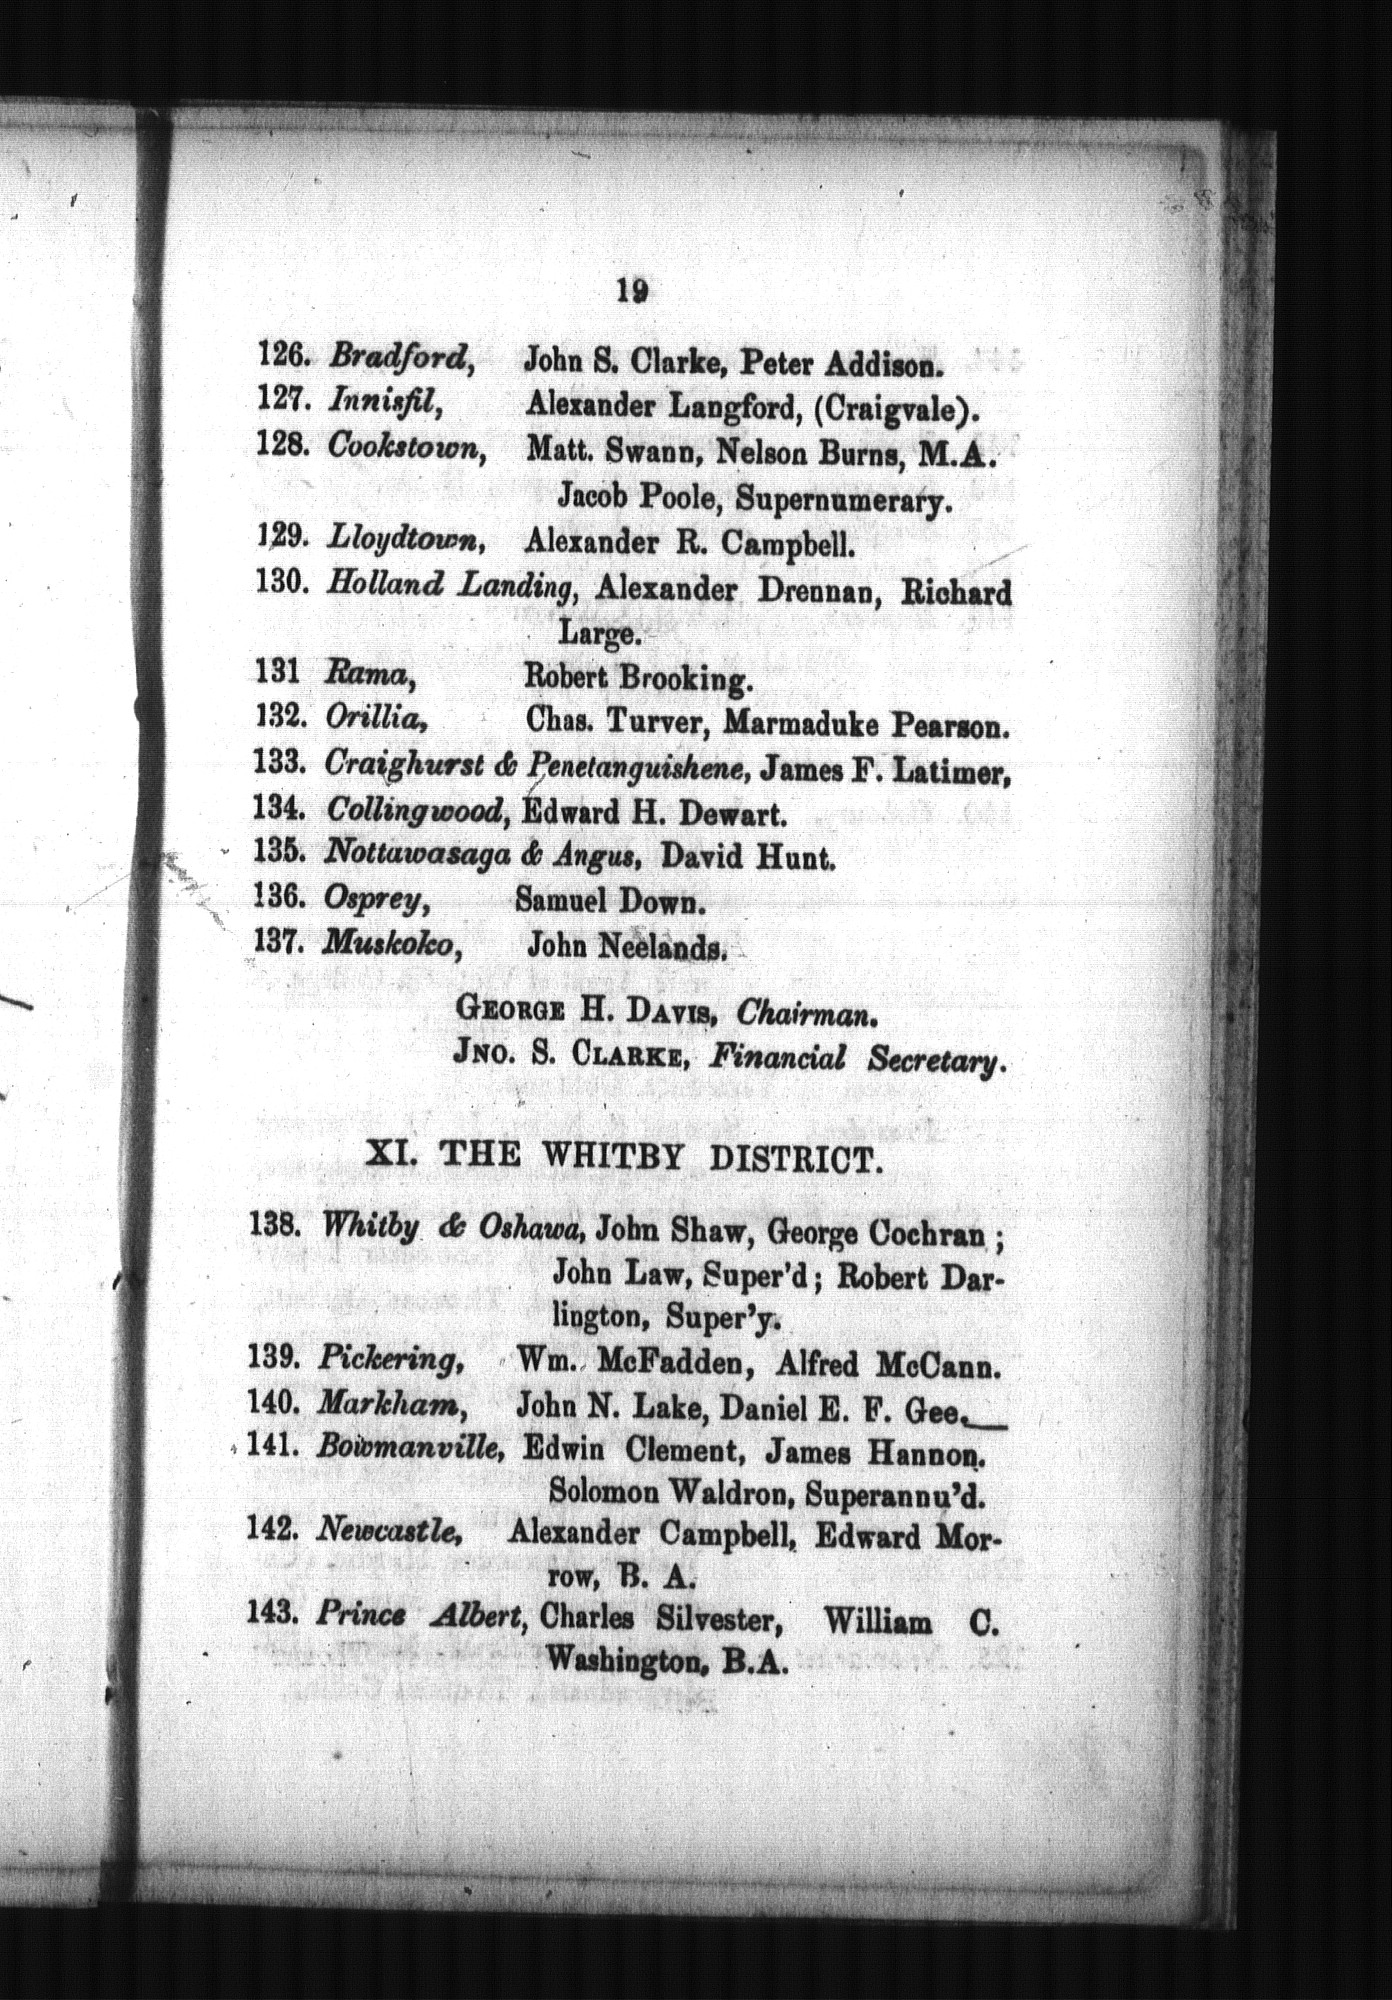 19
126. Bradford, John S. Clarke, Peter Addison.
127. Innisfil, Alexander Langford, (Craigvale).
128. Cookstown, Matt. Swann, Nelson Burns, M.A.
Jacob Poole, Supernumerary.
129. Lloydtown, Alexander R. Campbell.
130. Holland Landing, Alexander Drennan, Richard
Large.
131 Rama, Robert Brooking.
132. Orillia, Chas. Turver, Marmaduke Pearson.
133. Craighurst & Penetanguishene, James F. Latimer,
134. Collingwood, Edward H. Dewart.
135. Nottawasaga & Angus, David Hunt.
136. Osprey, Samuel Down.
137. Muskoko, John Neelands.
GEORGE H. DAVIS, Chairman.
JNO. S. CLARKE, Financial Secretary.
XI. THE WHITBY DISTRICT.
138. Whitby & Oshawa, John Shaw, George Cochran ;
John Law, Super'd ; Robert Dar-
lington, Super'y.
139. Pickering, Wm. McFadden, Alfred McCann.
140. Markham, John N. Lake, Daniel E. F. Gee.
141. Bowmanville, Edwin Clement, James Hannon.
Solomon Waldron, Superannu'd.
142. Newcastle, Alexander Campbell, Edward Mor-
row, B. A.
143. Prince Albert, Charles Silvester, William C.
Washington, B.A.